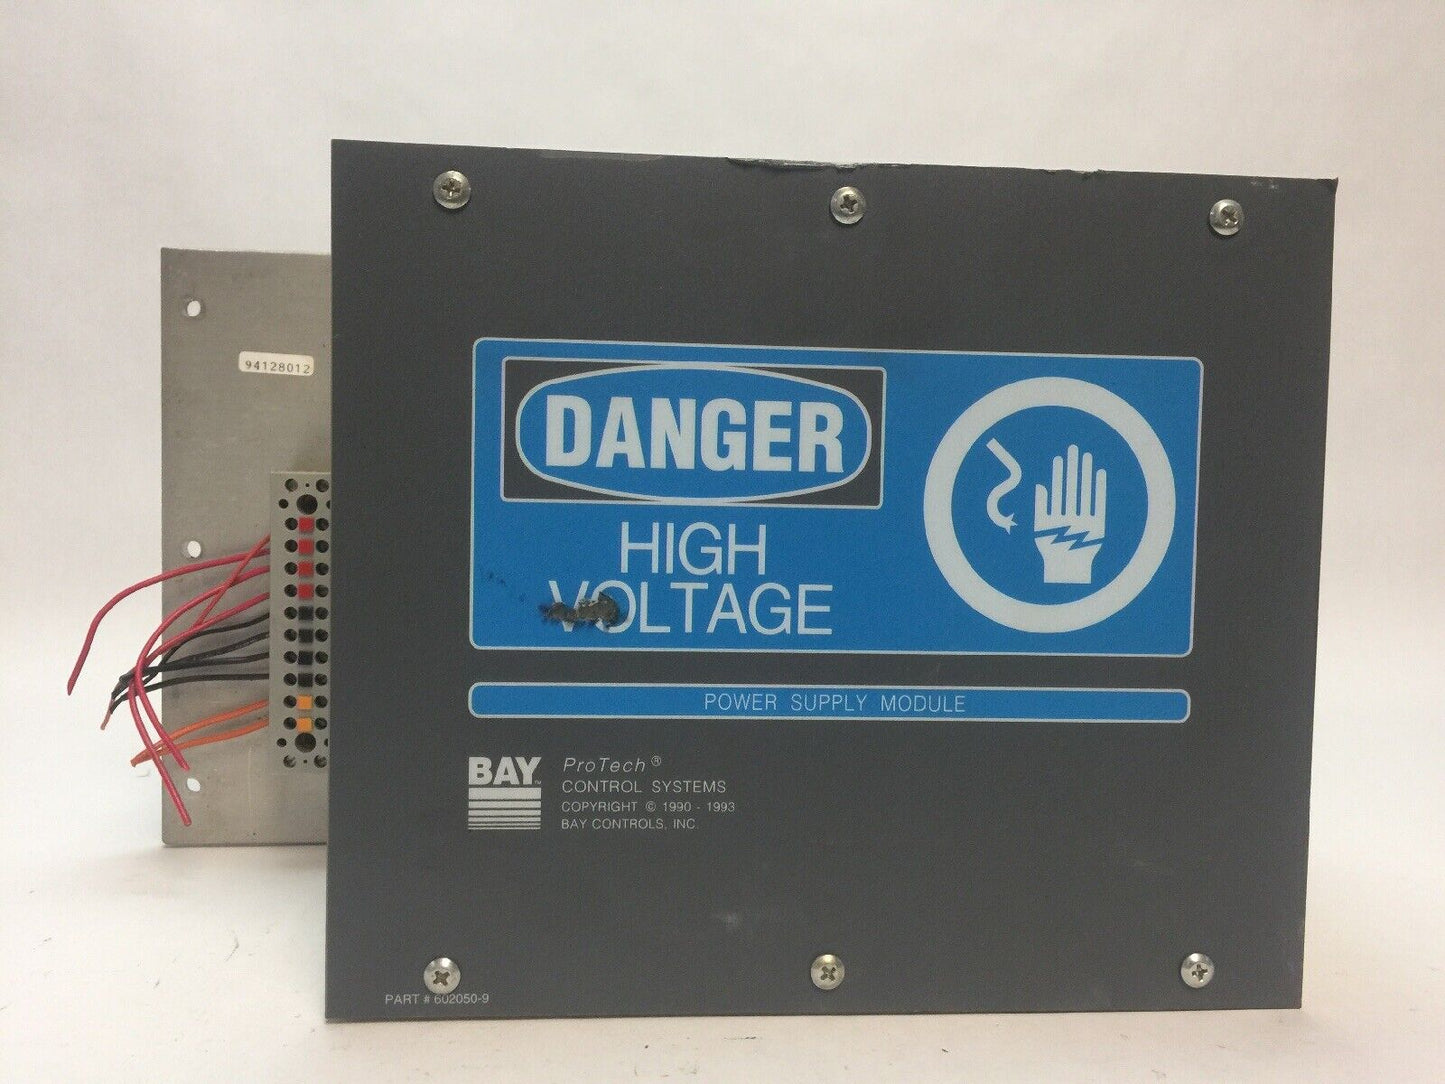 94128012
DANGER
HIGH
VOLTAGE
POWER SUPPLY MODULE
BAY™
ProTech®
CONTROL SYSTEMS
COPYRIGHT © 1990 - 1993
BAY CONTROLS, INC.
PART # 602050-9